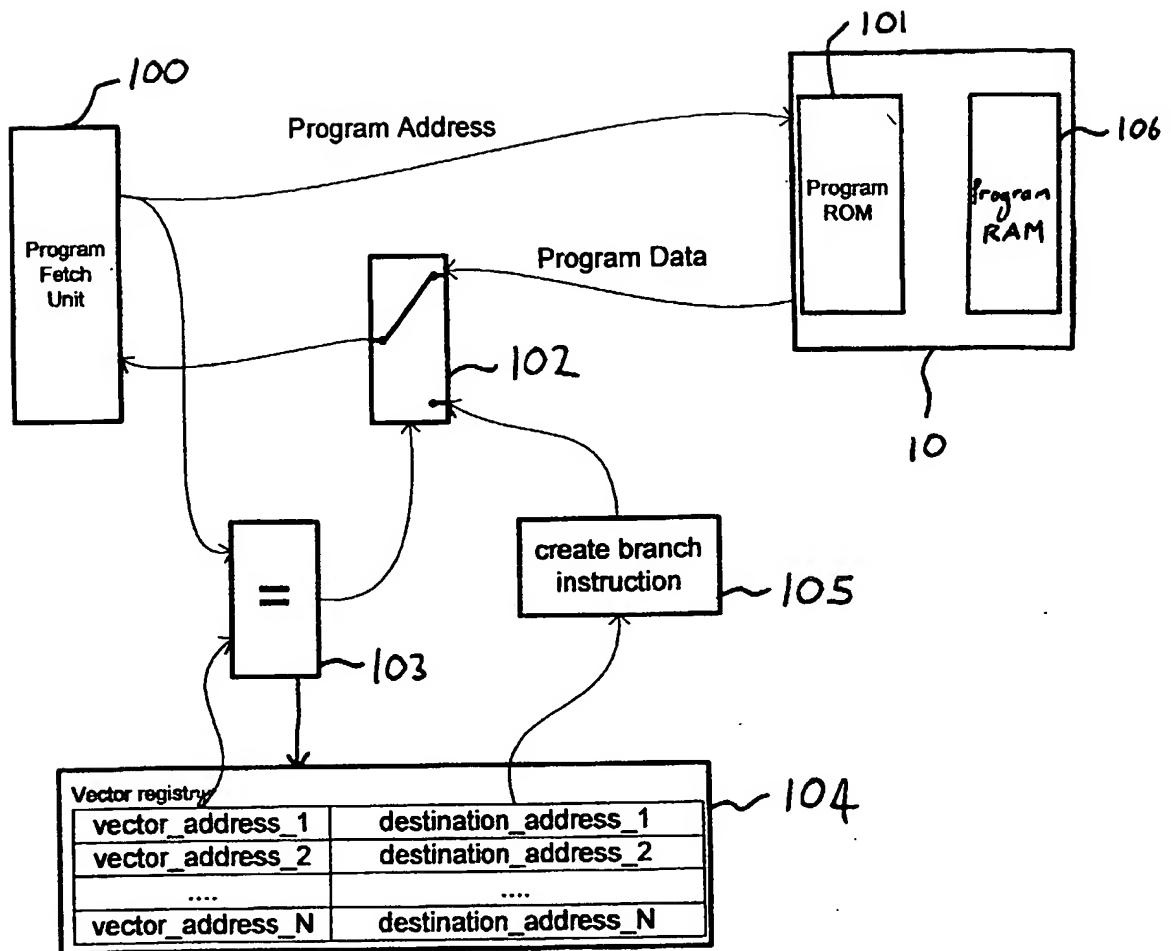 101
100
Program Address
106
Program
Fetch
Unit
Program
ROM
Program
RAM
Program Data
102
10
=
create branch
instruction
105
103
Vector registry
104
vector_address_1 destination_address_1
vector_address_2 destination_address_2
.... ....
vector_address_N destination_address_N